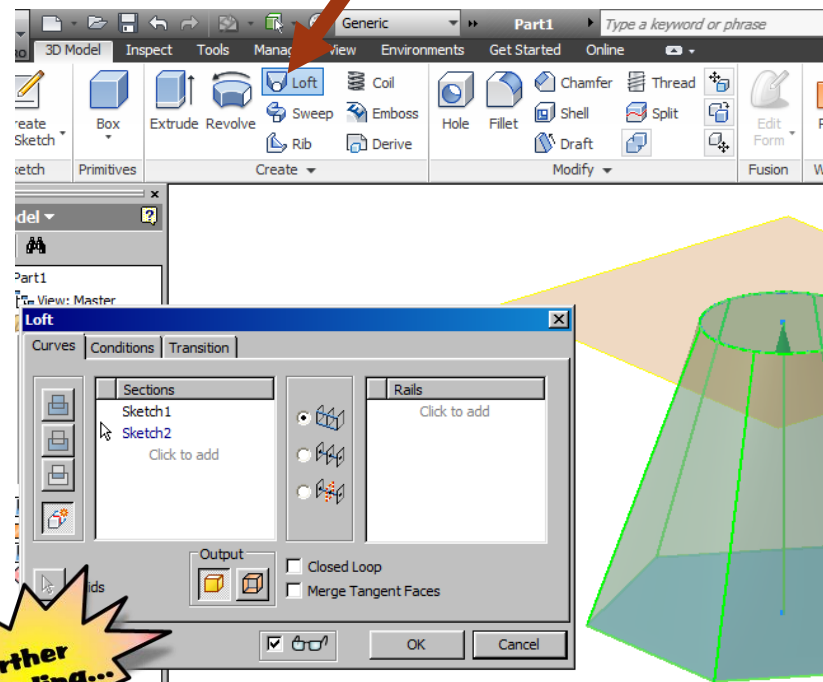 Generic Part1 Type a keyword or phrase
3D Model Inspect Tools View Environments Get Started Online
Loft Coil Chamfer Thread
Box Extrude Revolve Sweep Emboss Hole Fillet Shell Split Edit
Sketch Rib Derive Draft Form
Primitives Create Modify Fusion
Part1
View: Master
Loft
Curves Conditions Transition
Sections Rails
Sketch1 Click to add
Sketch2
Click to add
Output
Closed Loop
Merge Tangent Faces
OK Cancel